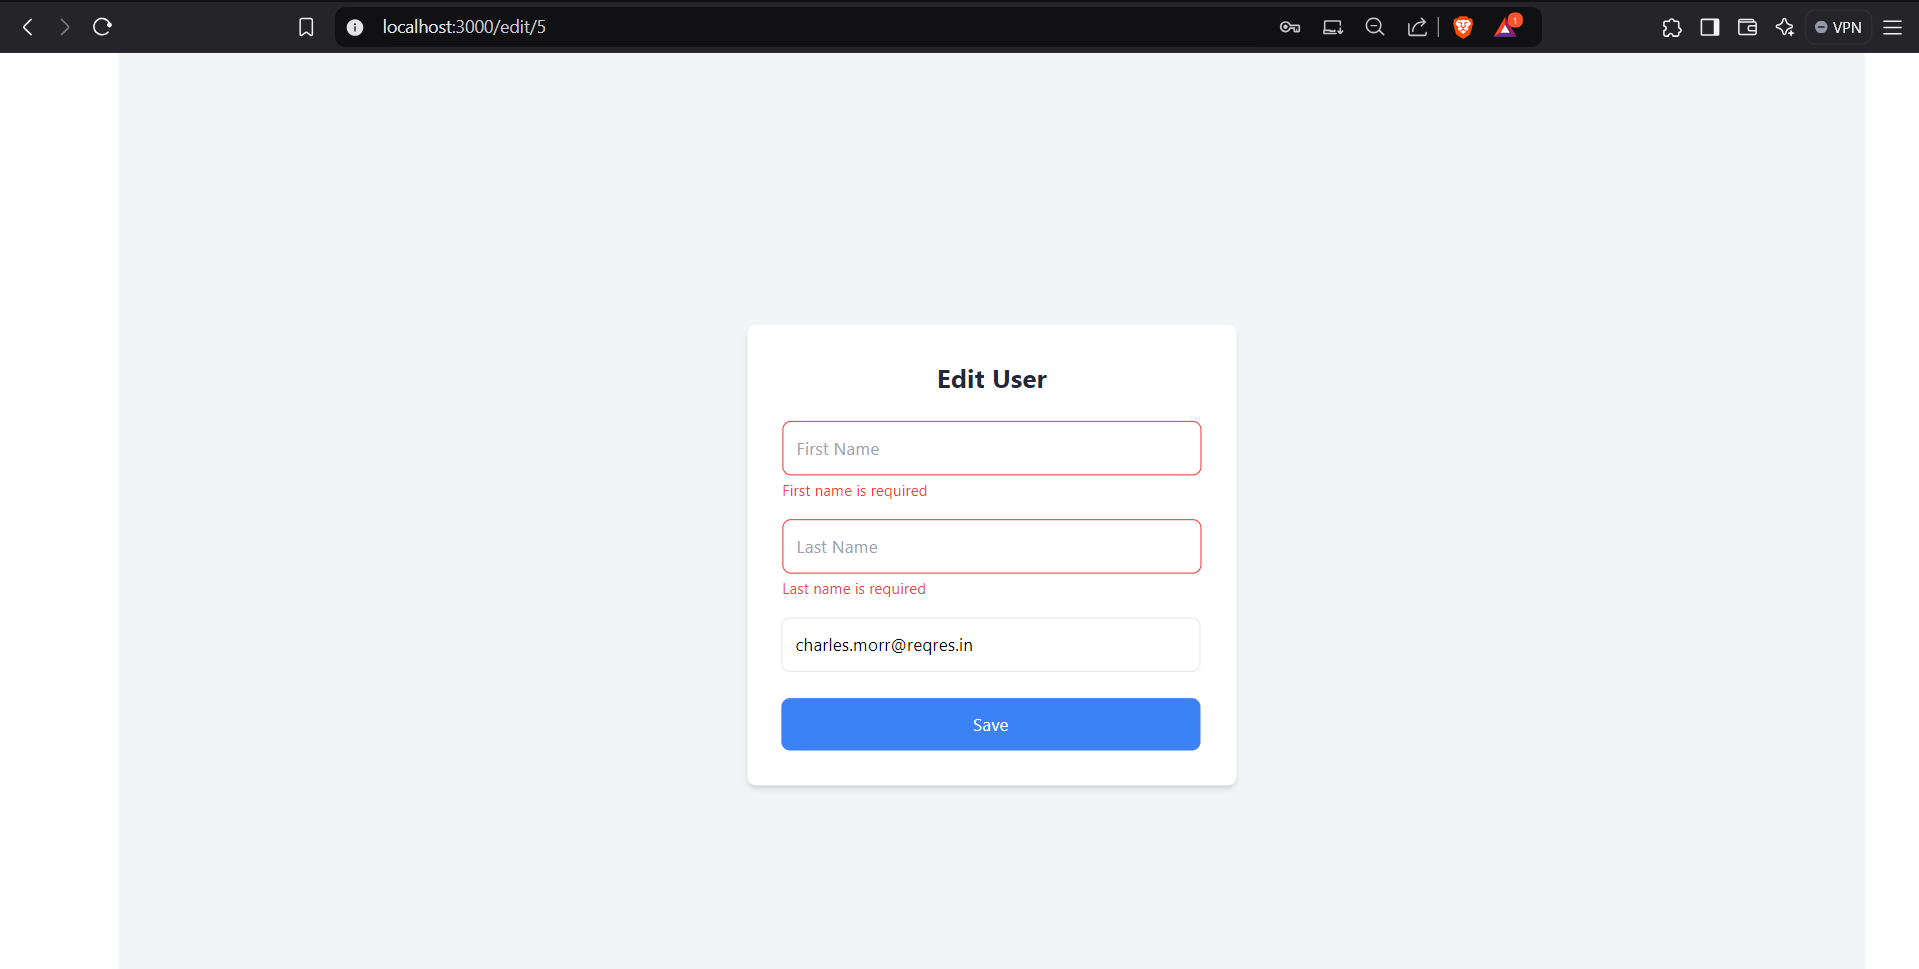 localhost:3000/edit/5
1
VPN
Edit User
First Name
First name is required
Last Name
Last name is required
charles.morr@reqres.in
Save